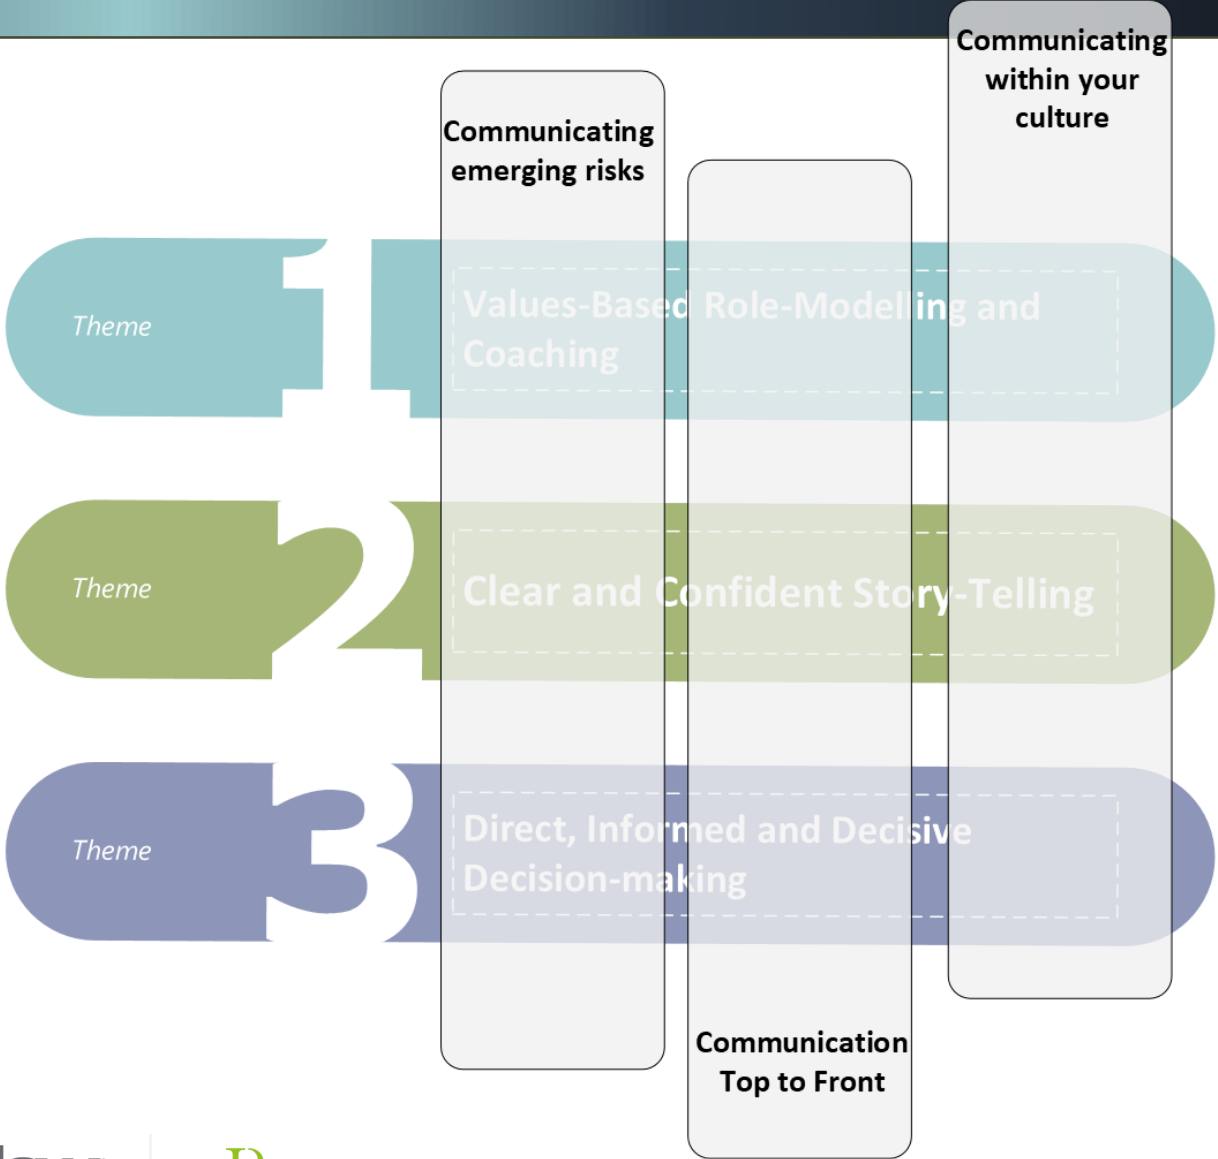 Communicating
within your
culture
Communicating
emerging risks
Theme
1
Values-Based Role-Modelling and
Coaching
Theme
2
Clear and Confident Story-Telling
Theme
3
Direct, Informed and Decisive
Decision-making
Communication
Top to Front